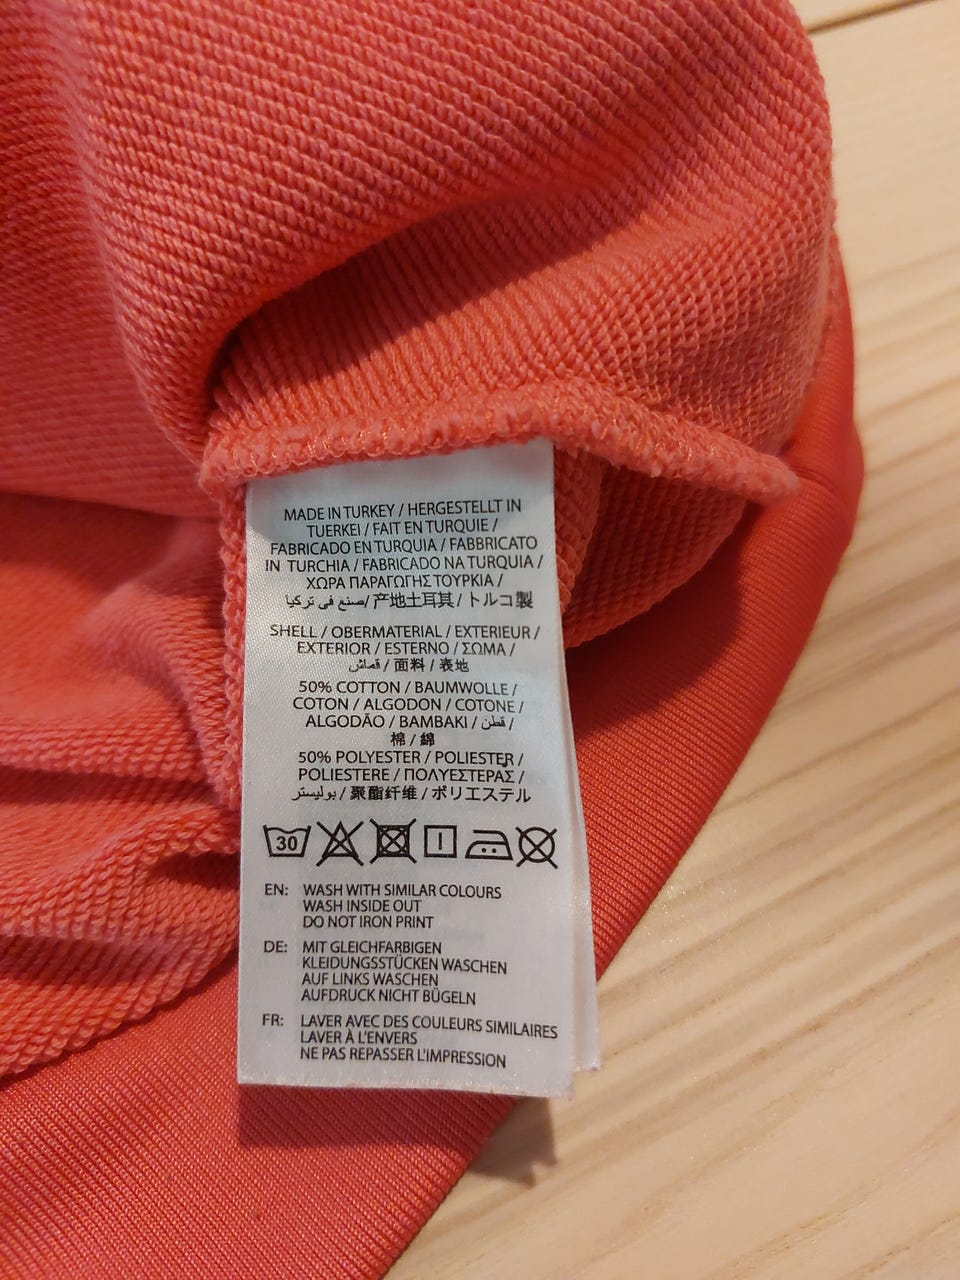 MADE IN TURKEY / HERGESTELLT IN
TUERKEI / FAIT EN TURQUIE /
FABRICADO EN TURQUIA / FABBRICATO
IN TURCHIA / FABRICADO NA TURQUIA /
ΧΩΡΑ ΠΑΡΑΓΩΓΗΣ ΤΟΥΡΚΙΑ /
صنع في تركيا/ 产地土耳其 / トルコ製
SHELL / OBERMATERIAL / EXTERIEUR /
EXTERIOR / ESTERNO / ΣΩΜΑ /
قماش / 面料 / 表地
50% COTTON / BAUMWOLLE /
COTON / ALGODON / COTONE /
ALGODÃO / BAMBAKI / قطن /
棉 / 綿
50% POLYESTER / POLIESTER /
POLIESTERE / ΠΟΛΥΕΣΤΕΡΑΣ /
بوليستر / 聚酯纤维 / ポリエステル
30
EN: WASH WITH SIMILAR COLOURS
WASH INSIDE OUT
DO NOT IRON PRINT
DE: MIT GLEICHFARBIGEN
KLEIDUNGSSTÜCKEN WASCHEN
AUF LINKS WASCHEN
AUFDRUCK NICHT BÜGELN
FR: LAVER AVEC DES COULEURS SIMILAIRES
LAVER À L'ENVERS
NE PAS REPASSER L'IMPRESSION